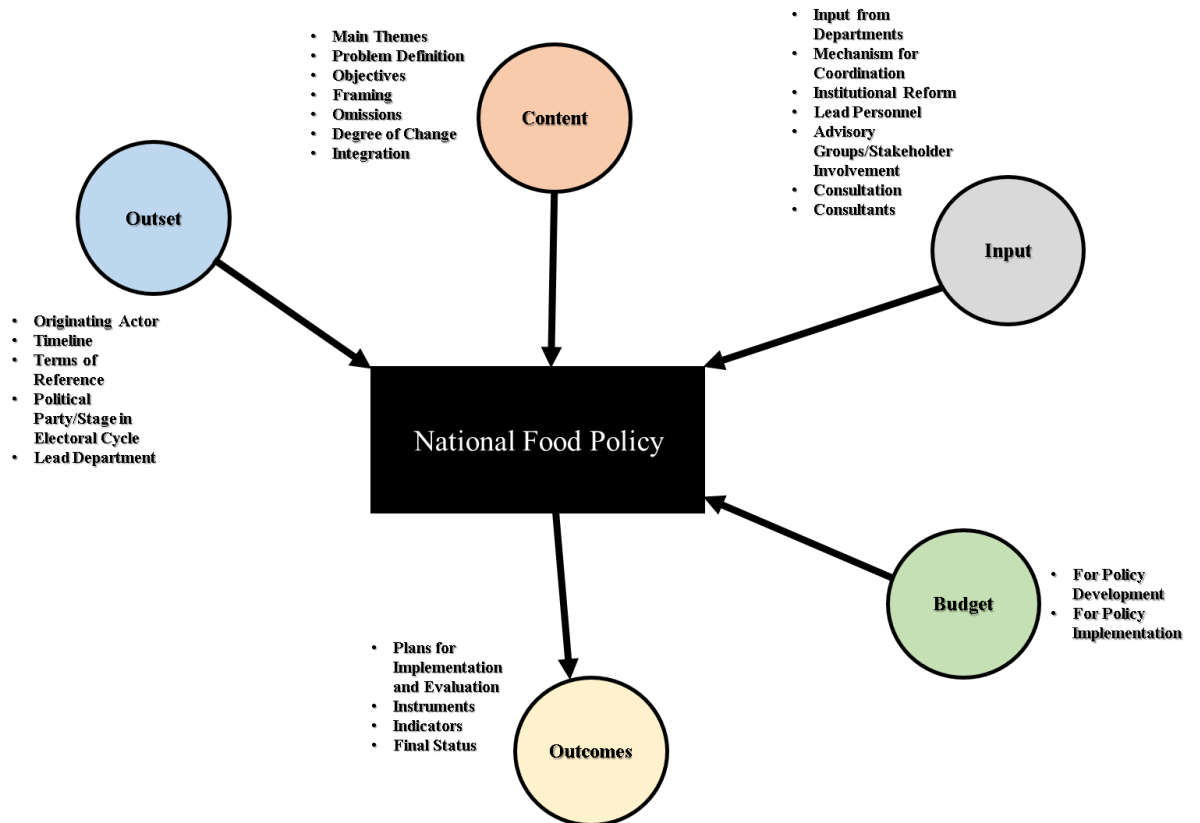 • Main Themes
• Problem Definition
• Objectives
• Framing
• Omissions
• Degree of Change
• Integration
Content
• Input from
Departments
• Mechanism for
Coordination
• Institutional Reform
• Lead Personnel
• Advisory
Groups/Stakeholder
Involvement
• Consultation
• Consultants
Outset
Input
• Originating Actor
• Timeline
• Terms of
Reference
• Political
Party/Stage in
Electoral Cycle
• Lead Department
National Food Policy
Budget
• For Policy
Development
• For Policy
Implementation
• Plans for
Implementation
and Evaluation
• Instruments
• Indicators
• Final Status
Outcomes